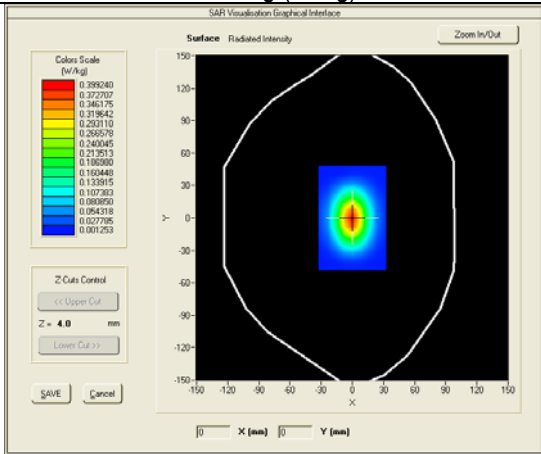 SAR Visualisation Graphical Interface
Surface Radiated Intensity
Zoom In/Out
Colors Scale
(W/kg)
0.399240
0.372707
0.346175
0.319642
0.293110
0.266578
0.240045
0.213513
0.186980
0.160448
0.133915
0.107383
0.080850
0.054318
0.027785
0.001253
150-
120-
90-
60-
30-
0-
-30-
-60-
-90-
-120-
-150-
Y
-150 -120 -90 -60 -30 0 30 60 90 120 150
X
Z Cuts Control
<< Upper Cut
Z = 4.0 mm
Lower Cut >>
SAVE Cancel
0 X (mm) 0 Y (mm)